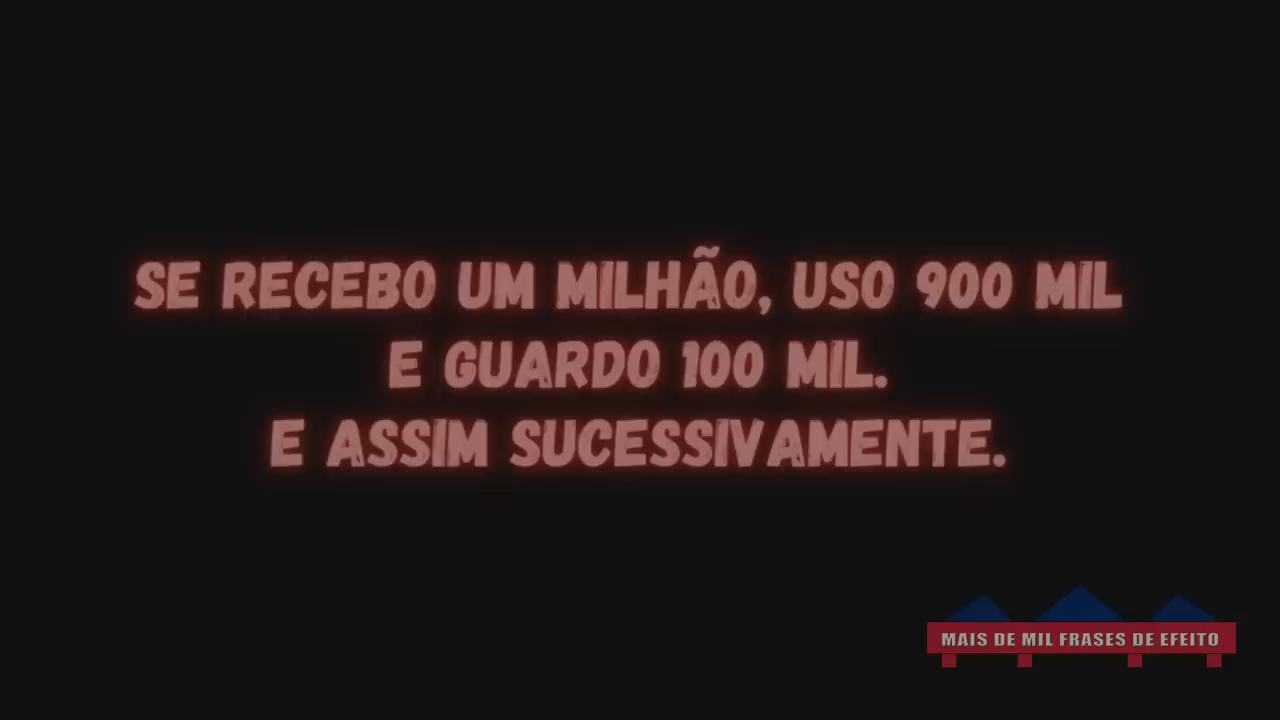 SE RECEBO UM MILHÃO, USO 900 MIL
E GUARDO 100 MIL.
E ASSIM SUCESSIVAMENTE.
MAIS DE MIL FRASES DE EFEITO